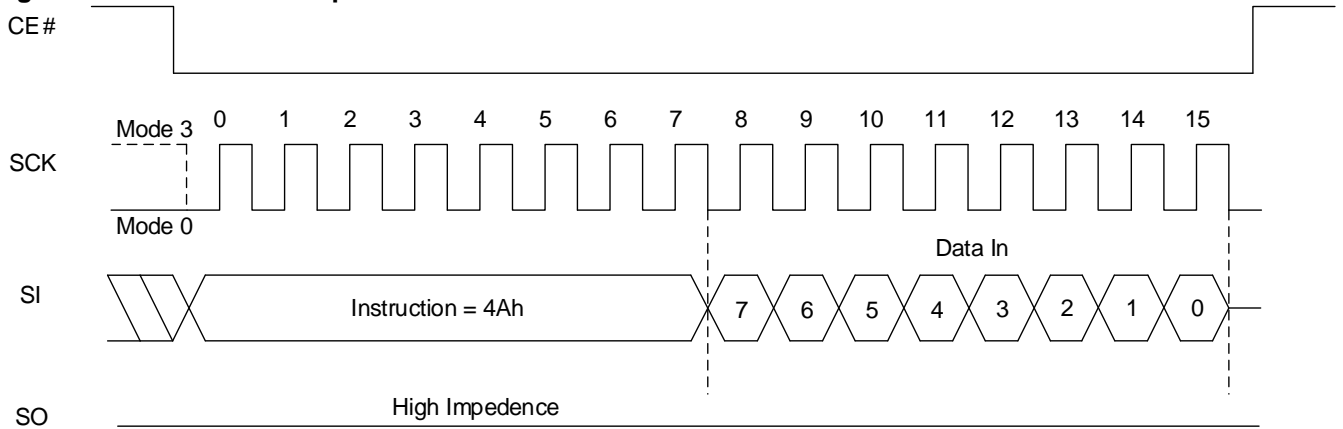 CE#
Mode 3 0 1 2 3 4 5 6 7 8 9 10 11 12 13 14 15
SCK
Mode 0
Data In
SI Instruction = 4Ah 7 6 5 4 3 2 1 0
High Impedence
SO